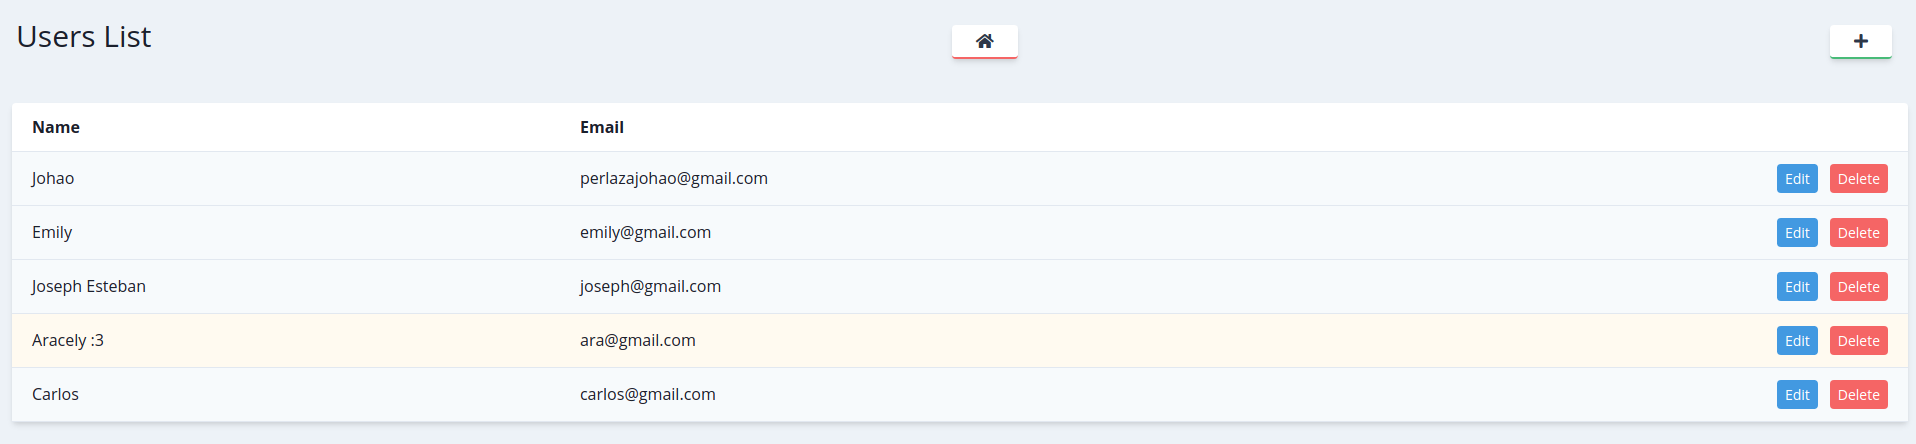 Users List
Name Email
Johao perlazajohao@gmail.com Edit Delete
Emily emily@gmail.com Edit Delete
Joseph Esteban joseph@gmail.com Edit Delete
Aracely :3 ara@gmail.com Edit Delete
Carlos carlos@gmail.com Edit Delete